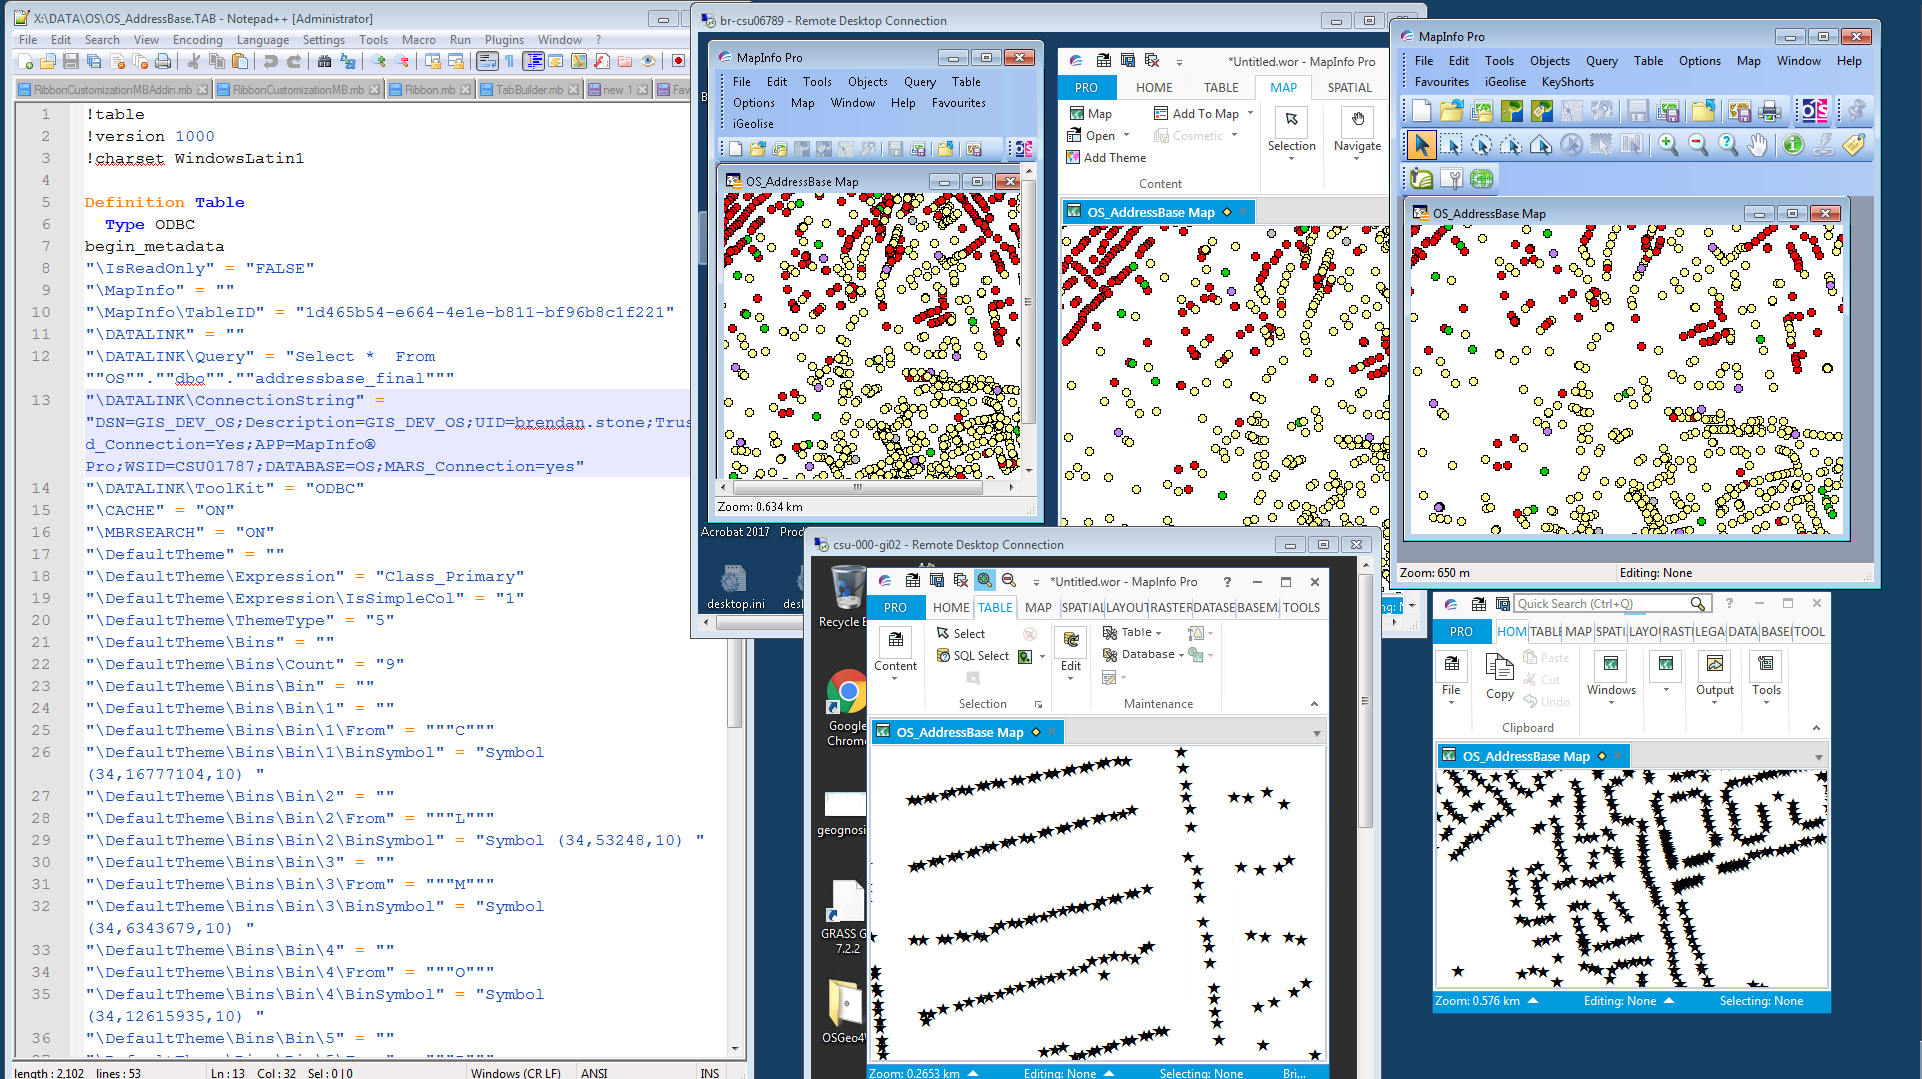 X:\DATA\OS\OS_AddressBase.TAB - Notepad++ [Administrator]
File Edit Search View Encoding Language Settings Tools Macro Run Plugins Window ?
RibbonCustomizationMBAddin.mb RibbonCustomizationMB.mb Ribbon.mb TabBuilder.mb new 1 Fav
1 !table
2 !version 1000
3 !charset WindowsLatin1
4
5 Definition Table
6 Type ODBC
7 begin_metadata
8 "\IsReadOnly" = "FALSE"
9 "\MapInfo" = ""
10 "\MapInfo\TableID" = "1d465b54-e664-4e1e-b811-bf96b8c1f221"
11 "\DATALINK" = ""
12 "\DATALINK\Query" = "Select *  From
""OS"".""dbo"".""addressbase_final"""
13 "\DATALINK\ConnectionString" =
"DSN=GIS_DEV_OS;Description=GIS_DEV_OS;UID=brendan.stone;Trus
d_Connection=Yes;APP=MapInfo®
Pro;WSID=CSU01787;DATABASE=OS;MARS_Connection=yes"
14 "\DATALINK\ToolKit" = "ODBC"
15 "\CACHE" = "ON"
16 "\MBRSEARCH" = "ON"
17 "\DefaultTheme" = ""
18 "\DefaultTheme\Expression" = "Class_Primary"
19 "\DefaultTheme\Expression\IsSimpleCol" = "1"
20 "\DefaultTheme\ThemeType" = "5"
21 "\DefaultTheme\Bins" = ""
22 "\DefaultTheme\Bins\Count" = "9"
23 "\DefaultTheme\Bins\Bin" = ""
24 "\DefaultTheme\Bins\Bin\1" = ""
25 "\DefaultTheme\Bins\Bin\1\From" = """C"""
26 "\DefaultTheme\Bins\Bin\1\BinSymbol" = "Symbol
(34,16777104,10) "
27 "\DefaultTheme\Bins\Bin\2" = ""
28 "\DefaultTheme\Bins\Bin\2\From" = """L"""
29 "\DefaultTheme\Bins\Bin\2\BinSymbol" = "Symbol (34,53248,10) "
30 "\DefaultTheme\Bins\Bin\3" = ""
31 "\DefaultTheme\Bins\Bin\3\From" = """M"""
32 "\DefaultTheme\Bins\Bin\3\BinSymbol" = "Symbol
(34,6343679,10) "
33 "\DefaultTheme\Bins\Bin\4" = ""
34 "\DefaultTheme\Bins\Bin\4\From" = """O"""
35 "\DefaultTheme\Bins\Bin\4\BinSymbol" = "Symbol
(34,12615935,10) "
36 "\DefaultTheme\Bins\Bin\5" = ""
length : 2,102 lines : 53 Ln : 13 Col : 32 Sel : 0 | 0 Windows (CR LF) ANSI INS
br-csu06789 - Remote Desktop Connection
MapInfo Pro
File Edit Tools Objects Query Table
Options Map Window Help Favourites
iGeolise
OS_AddressBase Map
Zoom: 0.634 km
Acrobat 2017
desktop.ini
*Untitled.wor - MapInfo Pro
PRO HOME TABLE MAP SPATIAL
Map Add To Map
Open Cosmetic
Add Theme
Selection Navigate
Content
OS_AddressBase Map
MapInfo Pro
File Edit Tools Objects Query Table Options Map Window Help
Favourites iGeolise KeyShorts
OS_AddressBase Map
Zoom: 650 m Editing: None
csu-000-gi02 - Remote Desktop Connection
Recycle
Google
Chrom
geognosi
GRASS G
7.2.2
OSGeo4
*Untitled.wor - MapInfo Pro ?
PRO HOME TABLE MAP SPATIAL LAYOU RASTER DATASE BASEM TOOLS
Content Select
SQL Select
Edit Table
Database
Selection Maintenance
OS_AddressBase Map
Zoom: 0.2653 km Editing: None Selecting: None Bri...
Quick Search (Ctrl+Q) ?
PRO HOM TABL MAP SPATI LAYO RASTI LEGA DATA BASEI TOOL
File Copy Paste
Cut
Undo
Windows Output Tools
Clipboard
OS_AddressBase Map
Zoom: 0.576 km Editing: None Selecting: None